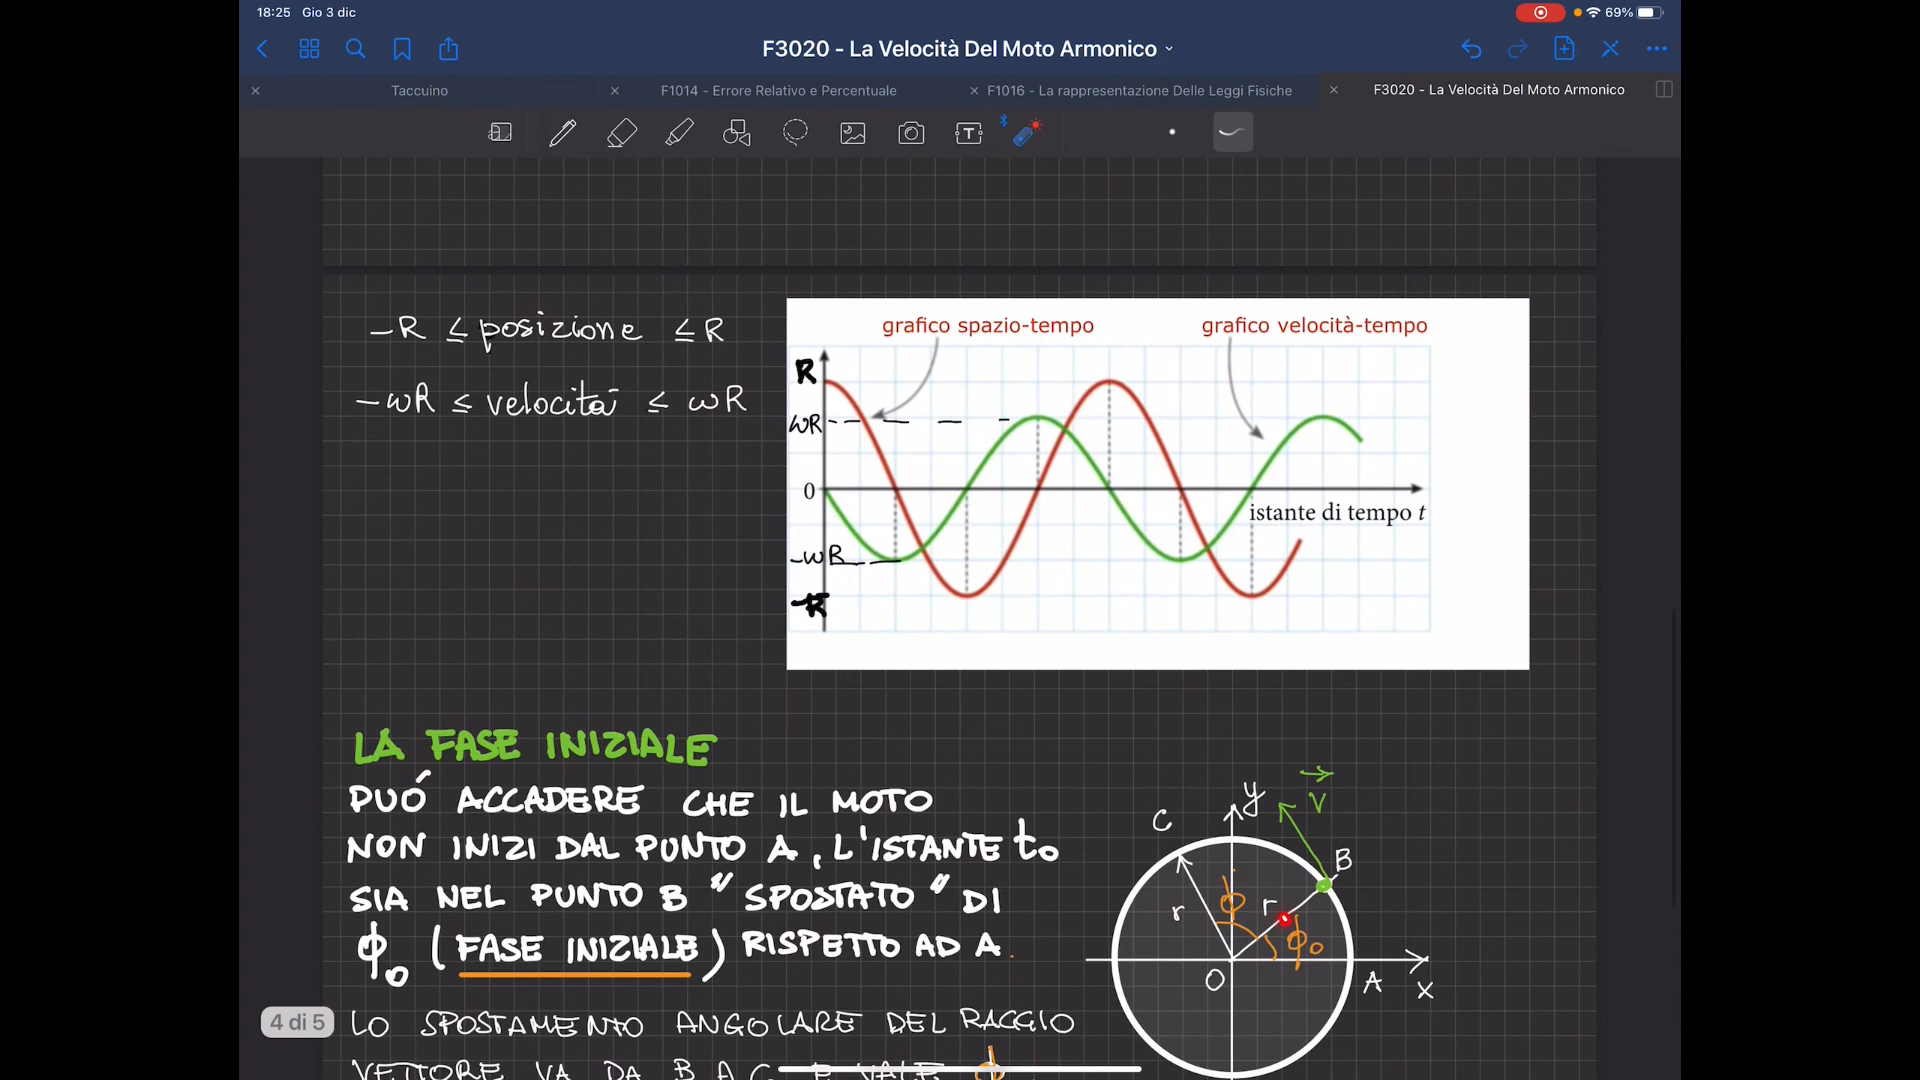 18:25 Gio 3 dic
69%
F3020 - La Velocità Del Moto Armonico
Taccuino
F1014 - Errore Relativo e Percentuale
F1016 - La rappresentazione Delle Leggi Fisiche
F3020 - La Velocità Del Moto Armonico
-R ≤ posizione ≤ R
-ωR ≤ velocità ≤ ωR
grafico spazio-tempo
grafico velocità-tempo
R
ωR
0
istante di tempo t
-ωR
-R
LA FASE INIZIALE
PUÓ ACCADERE CHE IL MOTO
NON INIZI DAL PUNTO A, L'ISTANTE t₀
SIA NEL PUNTO B "SPOSTATO" DI
ϕ₀ (FASE INIZIALE) RISPETTO AD A.
LO SPOSTAMENTO ANGOLARE DEL RAGGIO
VETTORE VA DA B A C E VALE ϕ
y
V
C
B
r
ϕ
r
ϕ₀
O
A
x
4 di 5